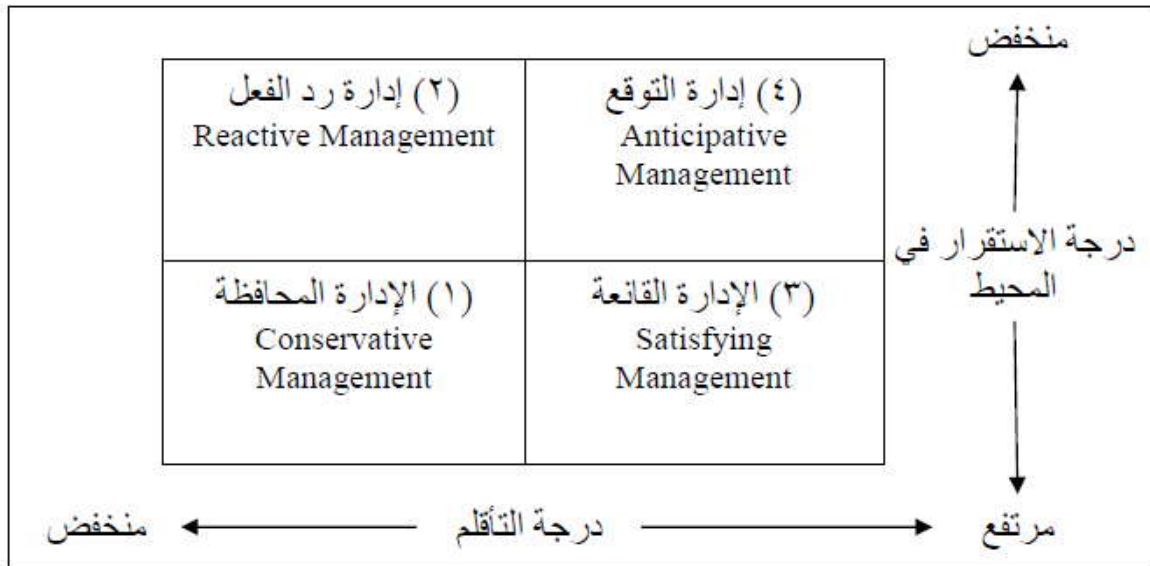 منخفض
(٢) إدارة رد الفعل
Reactive Management
(٤) إدارة التوقع
Anticipative
Management
درجة الاستقرار في
المحيط
(١) الإدارة المحافظة
Conservative
Management
(٣) الإدارة القانعة
Satisfying
Management
مرتفع
درجة التأقلم
منخفض